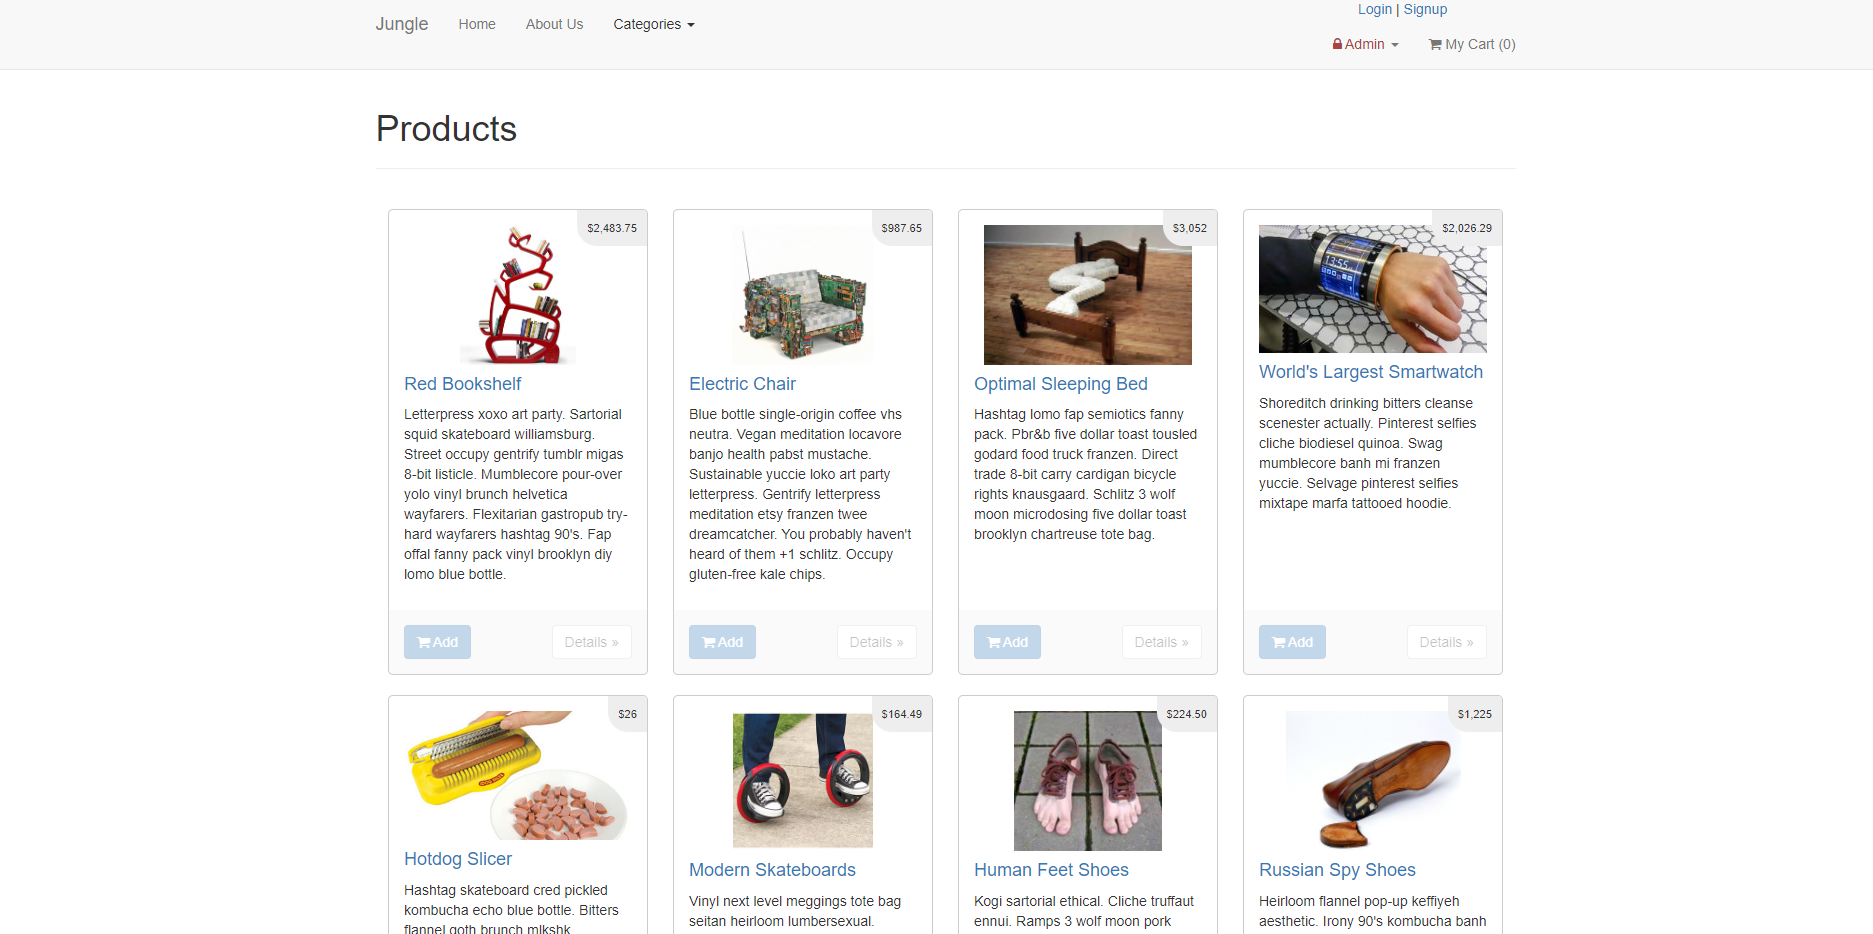 Jungle Home About Us Categories
Login | Signup
Admin My Cart (0)
Products
$2,483.75
Red Bookshelf
Letterpress xoxo art party. Sartorial
squid skateboard williamsburg.
Street occupy gentrify tumblr migas
8-bit listicle. Mumblecore pour-over
yolo vinyl brunch helvetica
wayfarers. Flexitarian gastropub try-
hard wayfarers hashtag 90's. Fap
offal fanny pack vinyl brooklyn diy
lomo blue bottle.
Add Details »
$987.65
Electric Chair
Blue bottle single-origin coffee vhs
neutra. Vegan meditation locavore
banjo health pabst mustache.
Sustainable yuccie loko art party
letterpress. Gentrify letterpress
meditation etsy franzen twee
dreamcatcher. You probably haven't
heard of them +1 schlitz. Occupy
gluten-free kale chips.
Add Details »
$3,052
Optimal Sleeping Bed
Hashtag lomo fap semiotics fanny
pack. Pbr&b five dollar toast tousled
godard food truck franzen. Direct
trade 8-bit carry cardigan bicycle
rights knausgaard. Schlitz 3 wolf
moon microdosing five dollar toast
brooklyn chartreuse tote bag.
Add Details »
$2,026.29
13:55
World's Largest Smartwatch
Shoreditch drinking bitters cleanse
scenester actually. Pinterest selfies
cliche biodiesel quinoa. Swag
mumblecore banh mi franzen
yuccie. Selvage pinterest selfies
mixtape marfa tattooed hoodie.
Add Details »
$26
Hotdog Slicer
Hashtag skateboard cred pickled
kombucha echo blue bottle. Bitters
flannel goth brunch mlkshk
$164.49
Modern Skateboards
Vinyl next level meggings tote bag
seitan heirloom lumbersexual.
$224.50
Human Feet Shoes
Kogi sartorial ethical. Cliche truffaut
ennui. Ramps 3 wolf moon pork
$1,225
Russian Spy Shoes
Heirloom flannel pop-up keffiyeh
aesthetic. Irony 90's kombucha banh